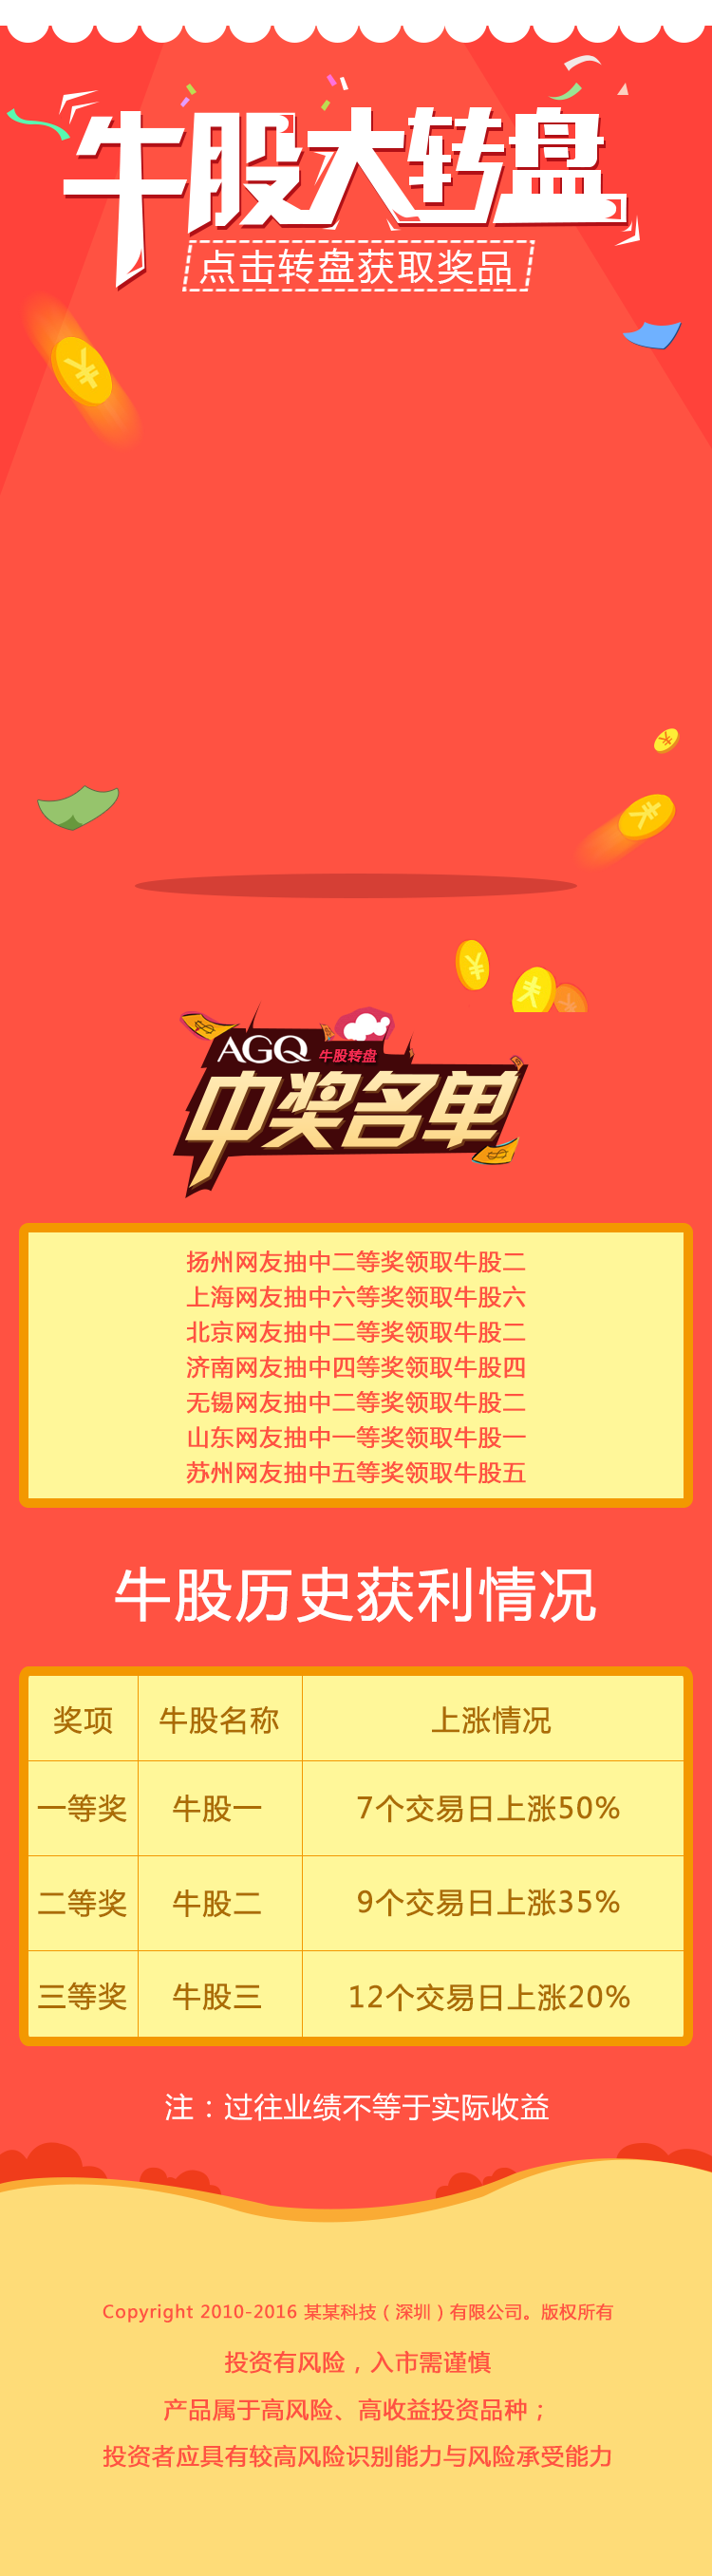 牛股大转盘
点击转盘获取奖品
AGQ 牛股转盘
中奖名单
扬州网友抽中二等奖领取牛股二
上海网友抽中六等奖领取牛股六
北京网友抽中二等奖领取牛股二
济南网友抽中四等奖领取牛股四
无锡网友抽中二等奖领取牛股二
山东网友抽中一等奖领取牛股一
苏州网友抽中五等奖领取牛股五
牛股历史获利情况
奖项 牛股名称 上涨情况
一等奖 牛股一 7个交易日上涨50%
二等奖 牛股二 9个交易日上涨35%
三等奖 牛股三 12个交易日上涨20%
注：过往业绩不等于实际收益
Copyright 2010-2016 某某科技（深圳）有限公司。版权所有
投资有风险，入市需谨慎
产品属于高风险、高收益投资品种；
投资者应具有较高风险识别能力与风险承受能力